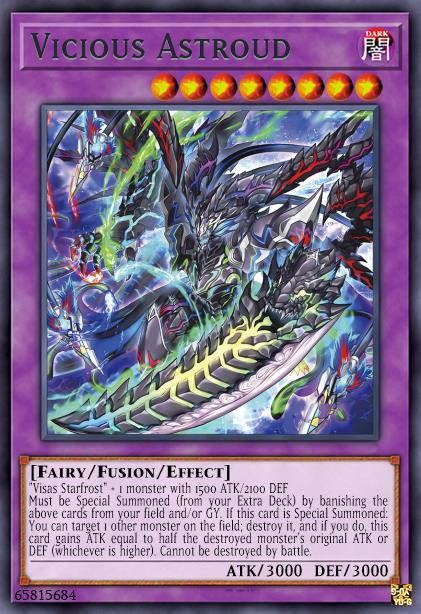 Vicious Astroud
DARK
闇
[Fairy/Fusion/Effect]
"Visas Starfrost" + 1 monster with 1500 ATK/2100 DEF
Must be Special Summoned (from your Extra Deck) by banishing the
above cards from your field and/or GY. If this card is Special Summoned:
You can target 1 other monster on the field; destroy it, and if you do, this
card gains ATK equal to half the destroyed monster's original ATK or
DEF (whichever is higher). Cannot be destroyed by battle.
ATK/3000 DEF/3000
65815684